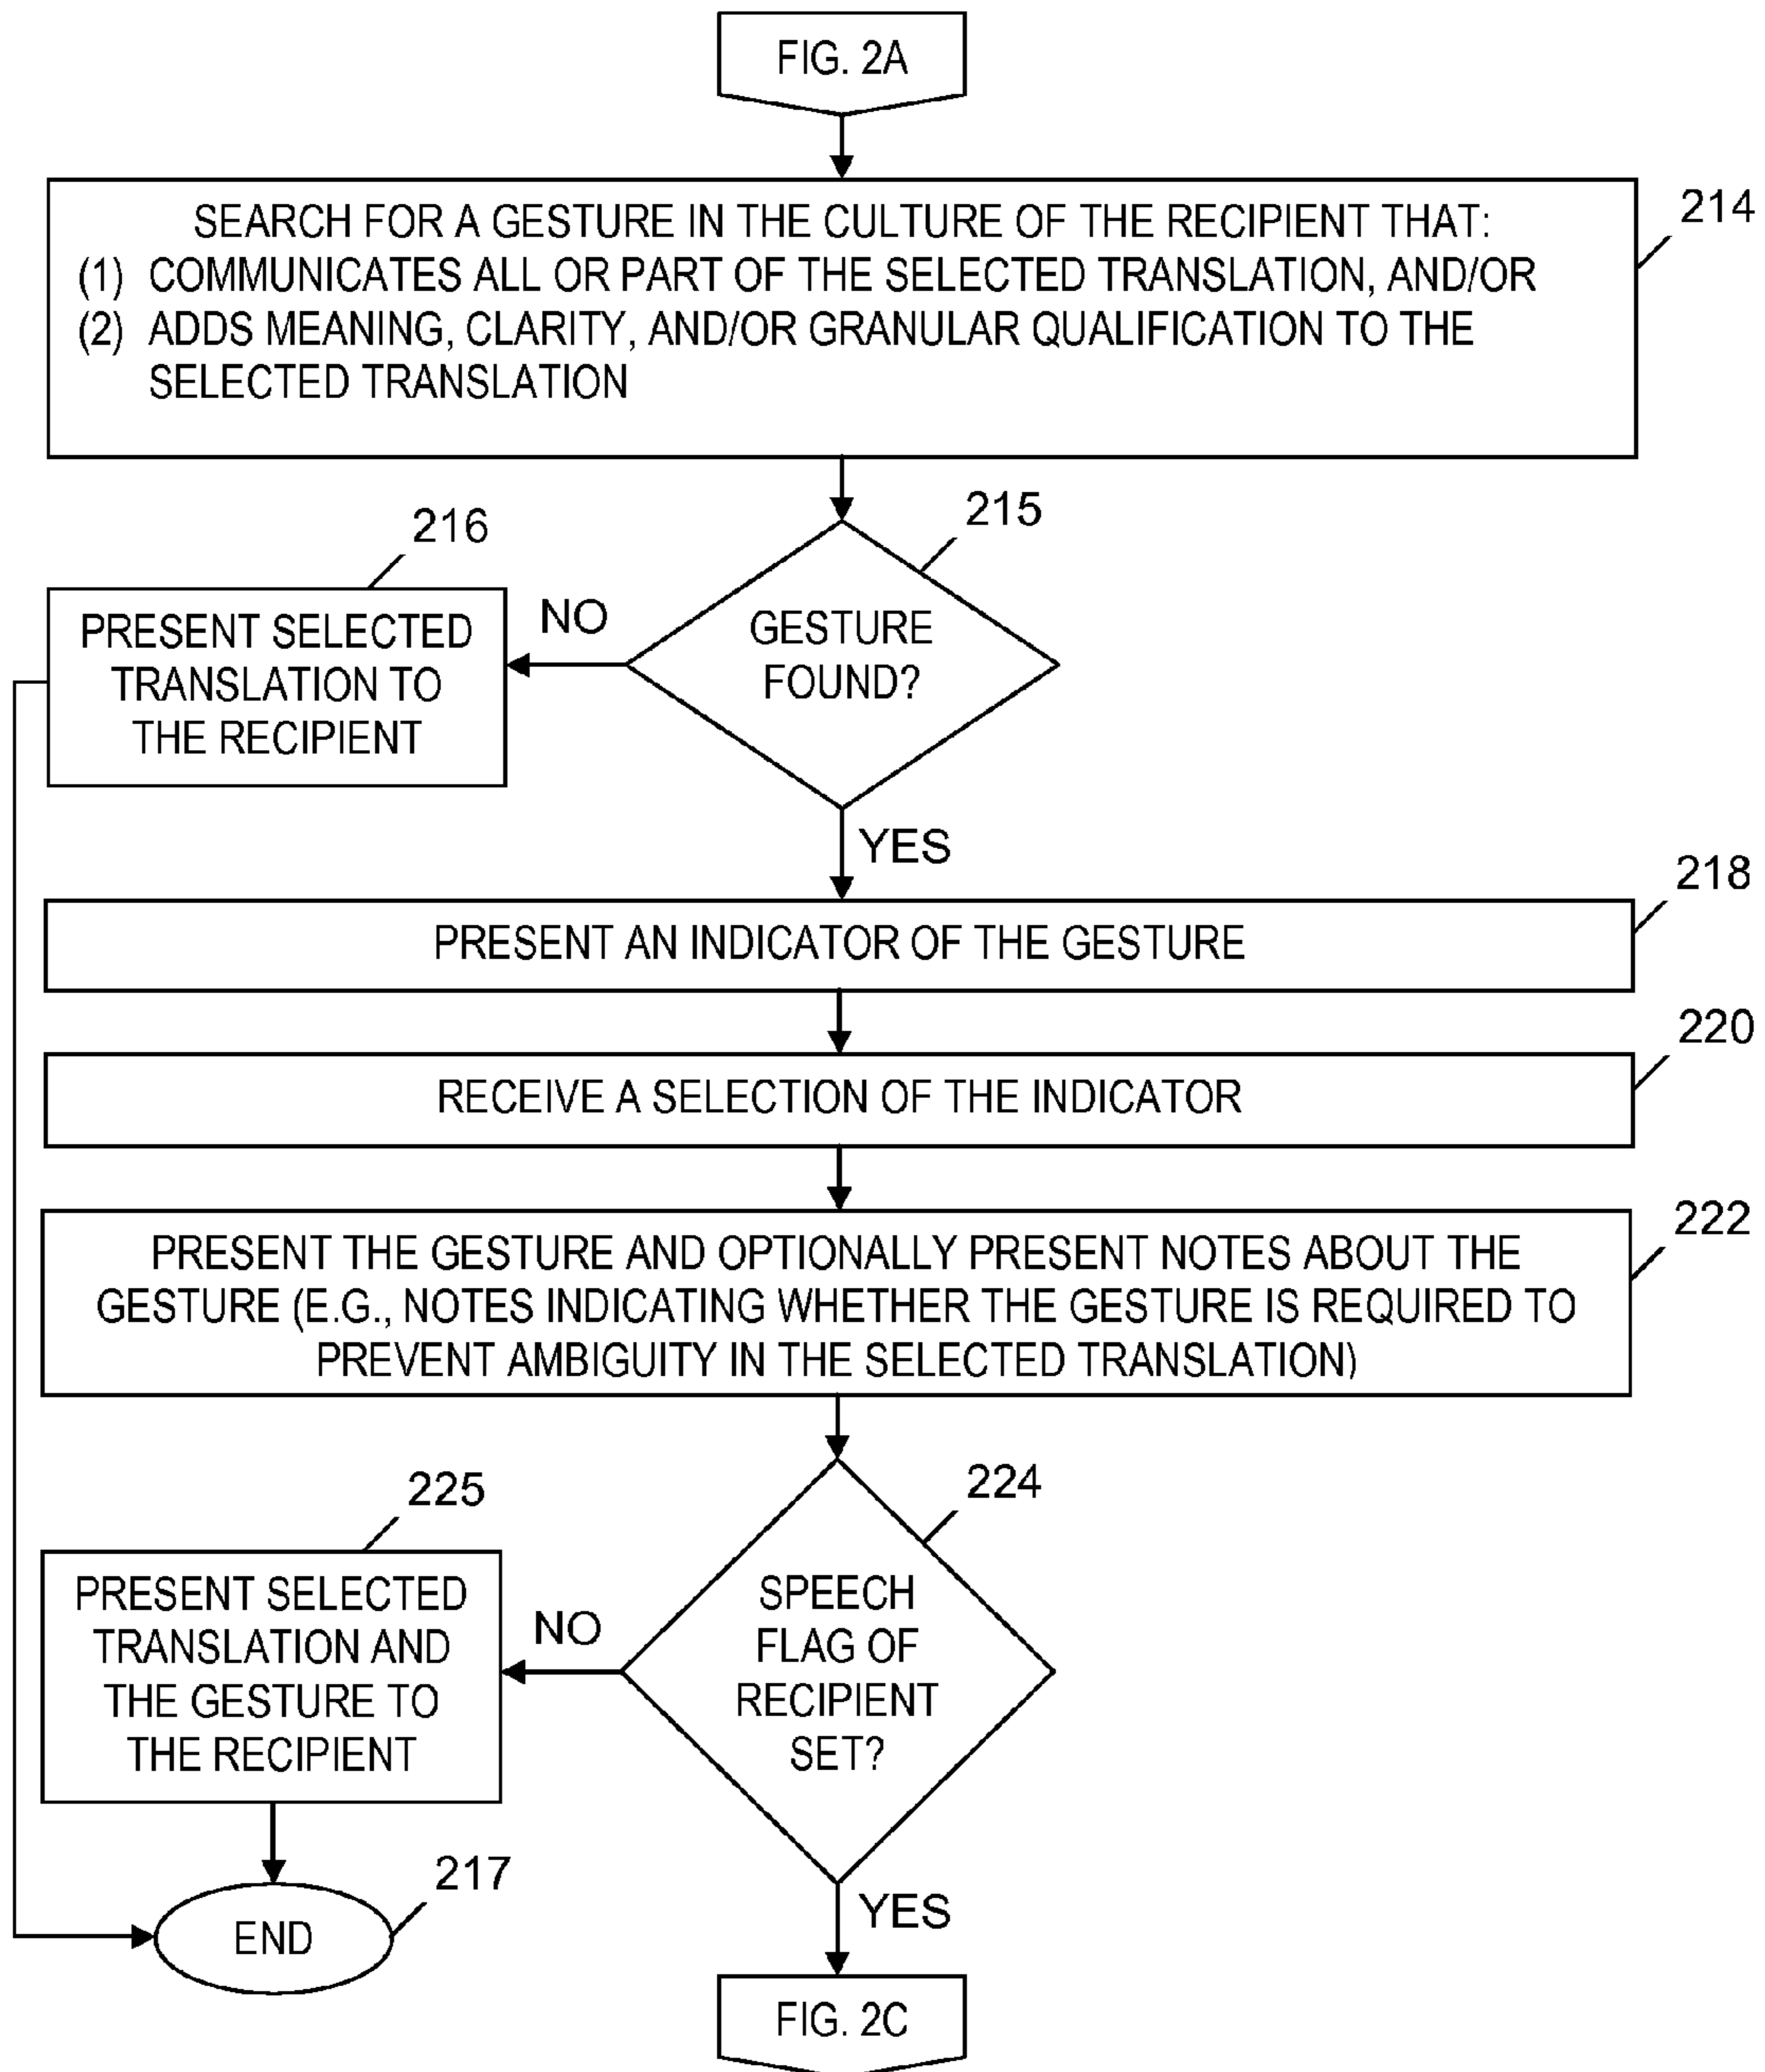 FIG. 2A
214
SEARCH FOR A GESTURE IN THE CULTURE OF THE RECIPIENT THAT:
(1) COMMUNICATES ALL OR PART OF THE SELECTED TRANSLATION, AND/OR
(2) ADDS MEANING, CLARITY, AND/OR GRANULAR QUALIFICATION TO THE
SELECTED TRANSLATION
215
GESTURE
FOUND?
NO
216
PRESENT SELECTED
TRANSLATION TO
THE RECIPIENT
YES
218
PRESENT AN INDICATOR OF THE GESTURE
220
RECEIVE A SELECTION OF THE INDICATOR
222
PRESENT THE GESTURE AND OPTIONALLY PRESENT NOTES ABOUT THE
GESTURE (E.G., NOTES INDICATING WHETHER THE GESTURE IS REQUIRED TO
PREVENT AMBIGUITY IN THE SELECTED TRANSLATION)
224
SPEECH
FLAG OF
RECIPIENT
SET?
NO
225
PRESENT SELECTED
TRANSLATION AND
THE GESTURE TO
THE RECIPIENT
217
END
YES
FIG. 2C